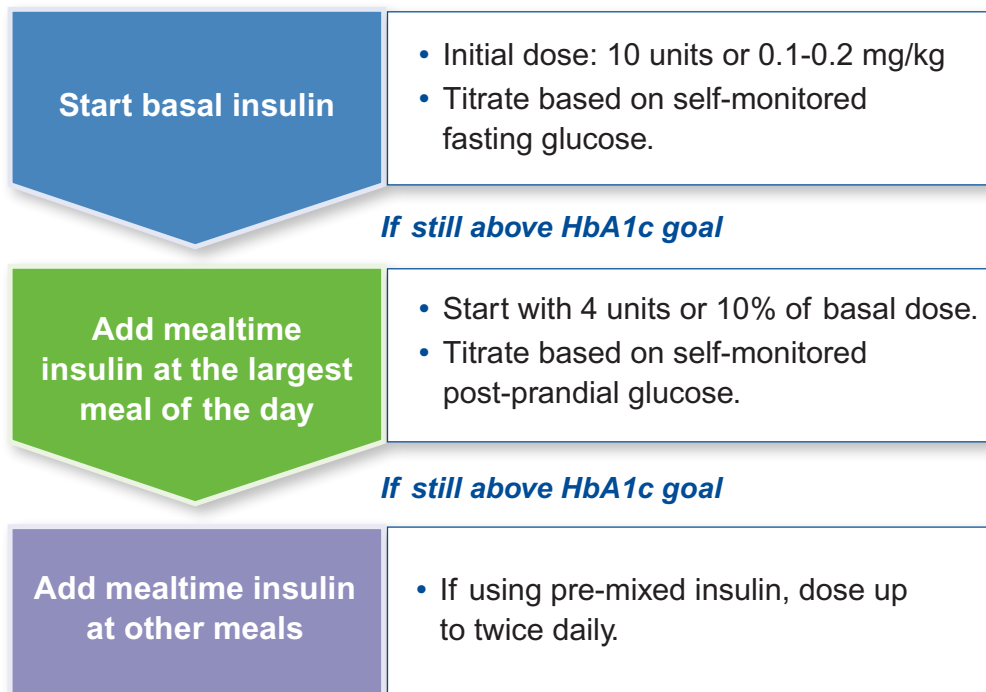 Start basal insulin
• Initial dose: 10 units or 0.1-0.2 mg/kg
• Titrate based on self-monitored
fasting glucose.
If still above HbA1c goal
Add mealtime
insulin at the largest
meal of the day
• Start with 4 units or 10% of basal dose.
• Titrate based on self-monitored
post-prandial glucose.
If still above HbA1c goal
Add mealtime insulin
at other meals
• If using pre-mixed insulin, dose up
to twice daily.